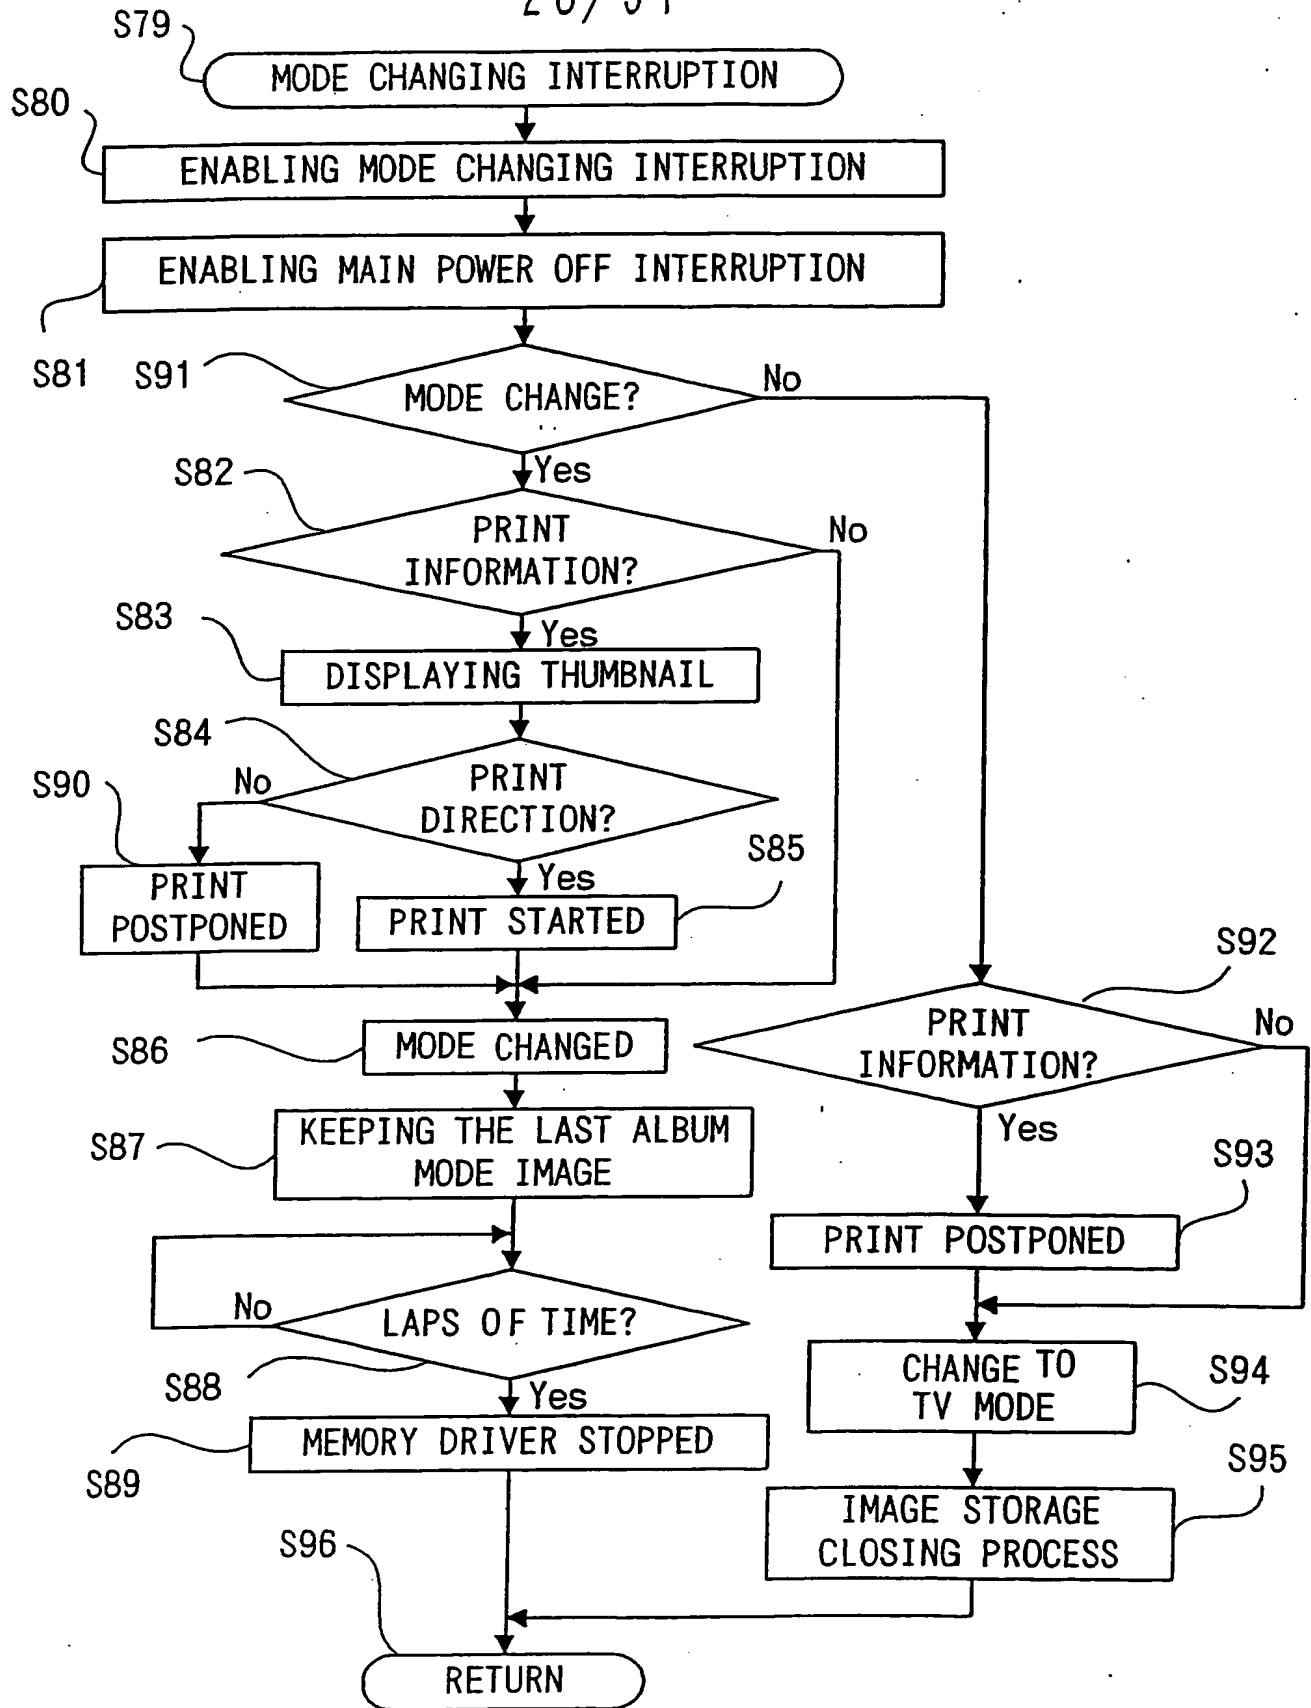 S79
MODE CHANGING INTERRUPTION
S80
ENABLING MODE CHANGING INTERRUPTION
ENABLING MAIN POWER OFF INTERRUPTION
S81
S91
MODE CHANGE?
No
Yes
S82
PRINT
INFORMATION?
No
Yes
S83
DISPLAYING THUMBNAIL
S84
PRINT
DIRECTION?
No
S90
PRINT
POSTPONED
Yes
S85
PRINT STARTED
S86
MODE CHANGED
S87
KEEPING THE LAST ALBUM
MODE IMAGE
LAPS OF TIME?
No
S88
Yes
MEMORY DRIVER STOPPED
S89
S92
PRINT
INFORMATION?
No
Yes
S93
PRINT POSTPONED
CHANGE TO
TV MODE
S94
S95
IMAGE STORAGE
CLOSING PROCESS
S96
RETURN